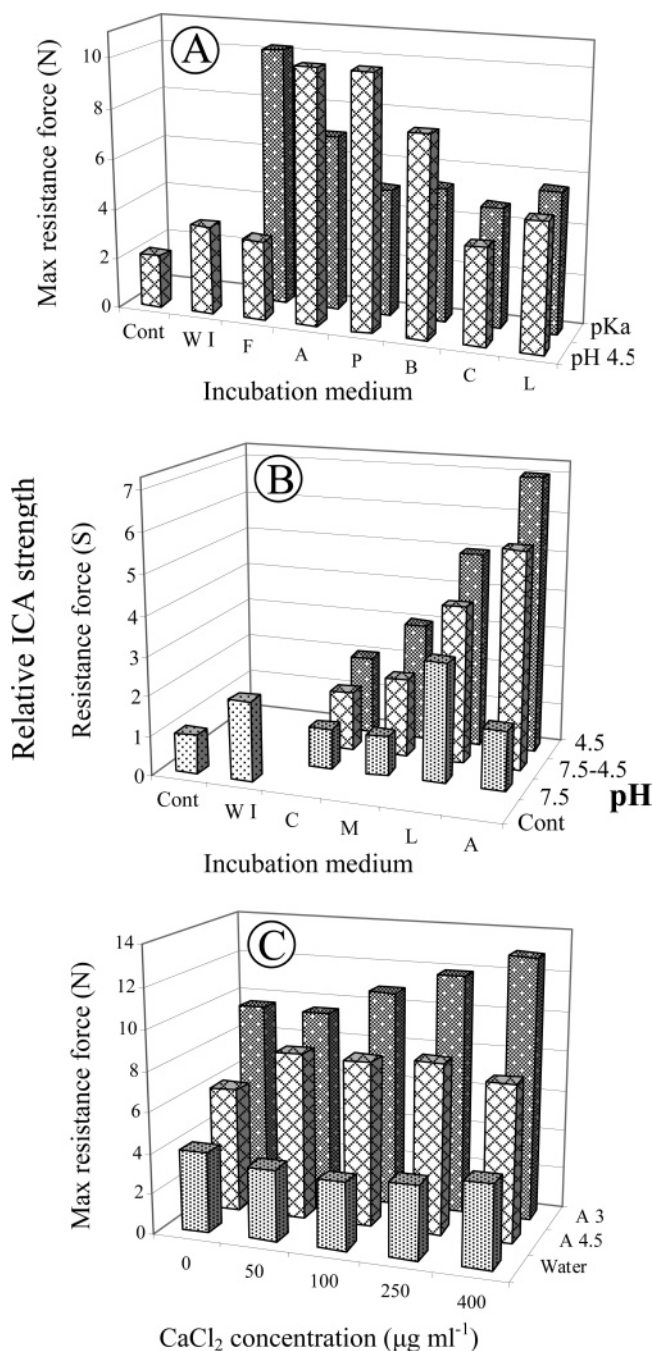 A
Max resistance force (N)
10
8
6
4
2
0
Cont
W I
F
A
P
B
C
L
pKa
pH 4.5
Incubation medium
B
Relative ICA strength
Resistance force (S)
7
6
5
4
3
2
1
0
Cont
W I
C
M
L
A
4.5
7.5-4.5
7.5
Cont
pH
Incubation medium
C
Max resistance force (N)
14
12
10
8
6
4
2
0
0
50
100
250
400
A 3
A 4.5
Water
CaCl₂ concentration (µg ml⁻¹)